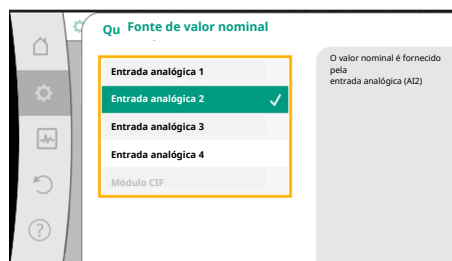 Qu Fonte de valor nominal
Entrada analógica 1
Entrada analógica 2
Entrada analógica 3
Entrada analógica 4
Módulo CIF
O valor nominal é fornecido
pela
entrada analógica (AI2)
?